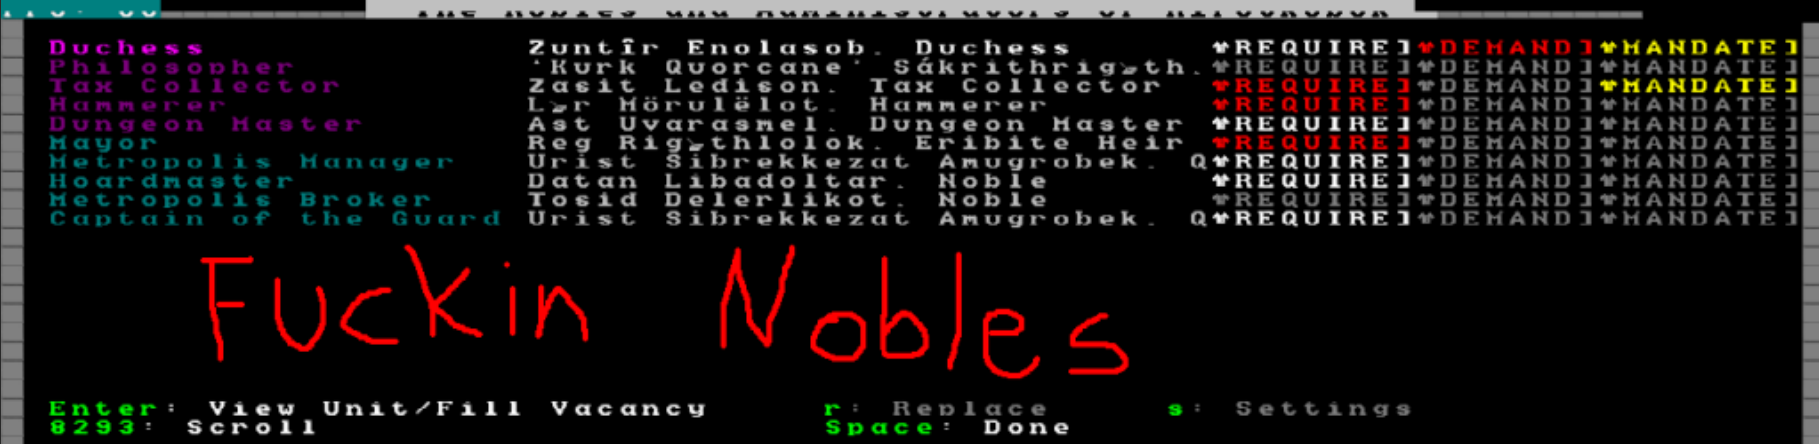 Duchess Zuntîr Enolasob, Duchess REQUIRE] DEMAND] MANDATE]
Philosopher 'Kurk Quorcane' REQUIRE] DEMAND] MANDATE]
Tax Collector Zasit Ledison, Tax Collector REQUIRE] DEMAND] MANDATE]
Hammerer Mörulëlot, Hammerer REQUIRE] DEMAND] MANDATE]
Dungeon Master Ast Uvarasmel, Dungeon Master REQUIRE] DEMAND] MANDATE]
Mayor Reg Eribite Heir REQUIRE] DEMAND] MANDATE]
Metropolis Manager Urist Sibrekkezat Amugrobek, Q REQUIRE] DEMAND] MANDATE]
Hoardmaster Datan Libadoltar, Noble REQUIRE] DEMAND] MANDATE]
Metropolis Broker Tosid Delerlikot, Noble REQUIRE] DEMAND] MANDATE]
Captain of the Guard Urist Sibrekkezat Amugrobek, Q REQUIRE] DEMAND] MANDATE]
Fuckin Nobles
Enter: View Unit/Fill Vacancy r: Replace s: Settings
8293: Scroll Space: Done